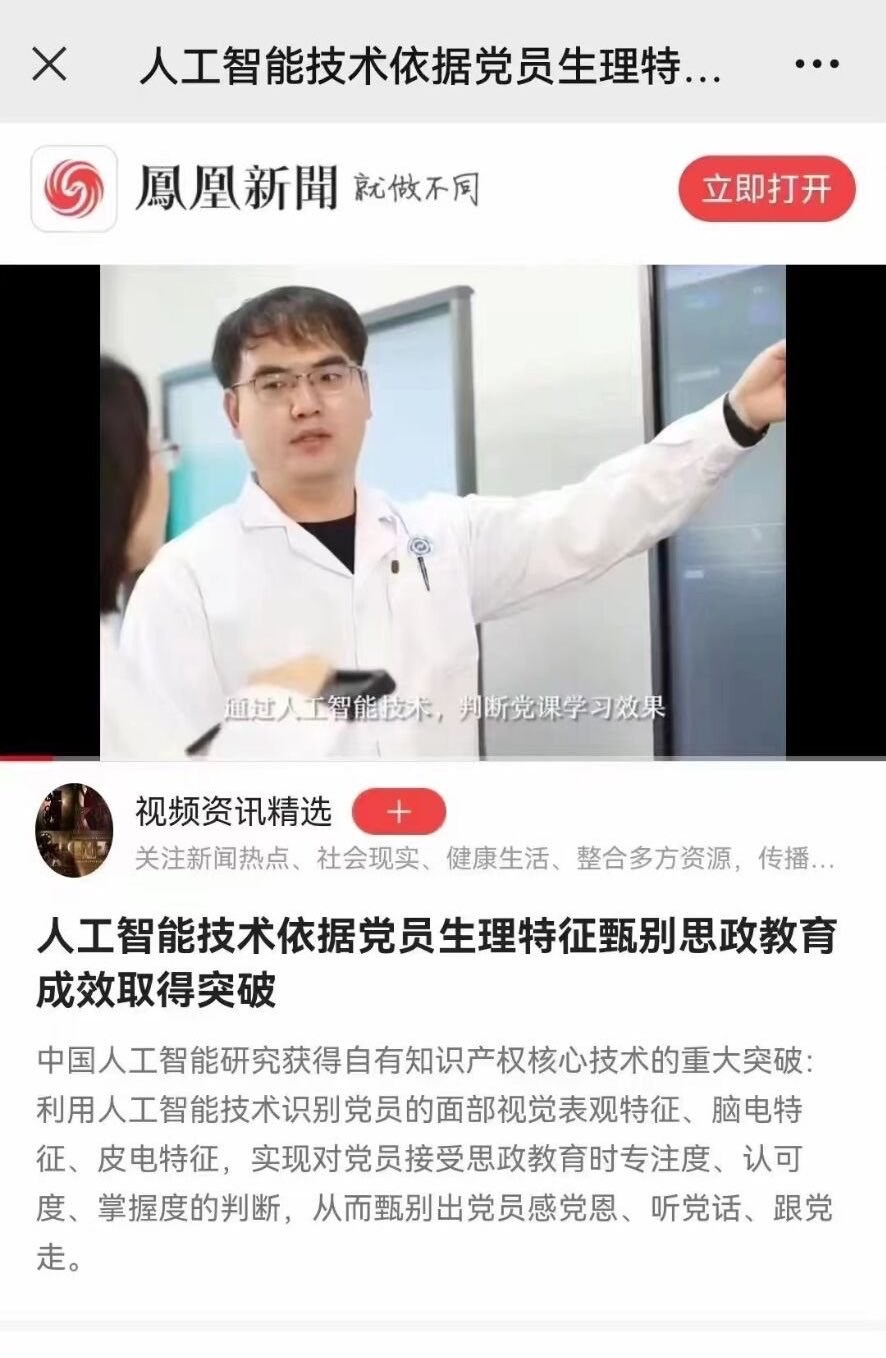 人工智能技术依据党员生理特...
鳳凰新聞 就做不同
立即打开
通过人工智能技术，判断党课学习效果
视频资讯精选
关注新闻热点、社会现实、健康生活、整合多方资源，传播...
人工智能技术依据党员生理特征甄别思政教育
成效取得突破
中国人工智能研究获得自有知识产权核心技术的重大突破：
利用人工智能技术识别党员的面部视觉表观特征、脑电特
征、皮电特征，实现对党员接受思政教育时专注度、认可
度、掌握度的判断，从而甄别出党员感党恩、听党话、跟党
走。